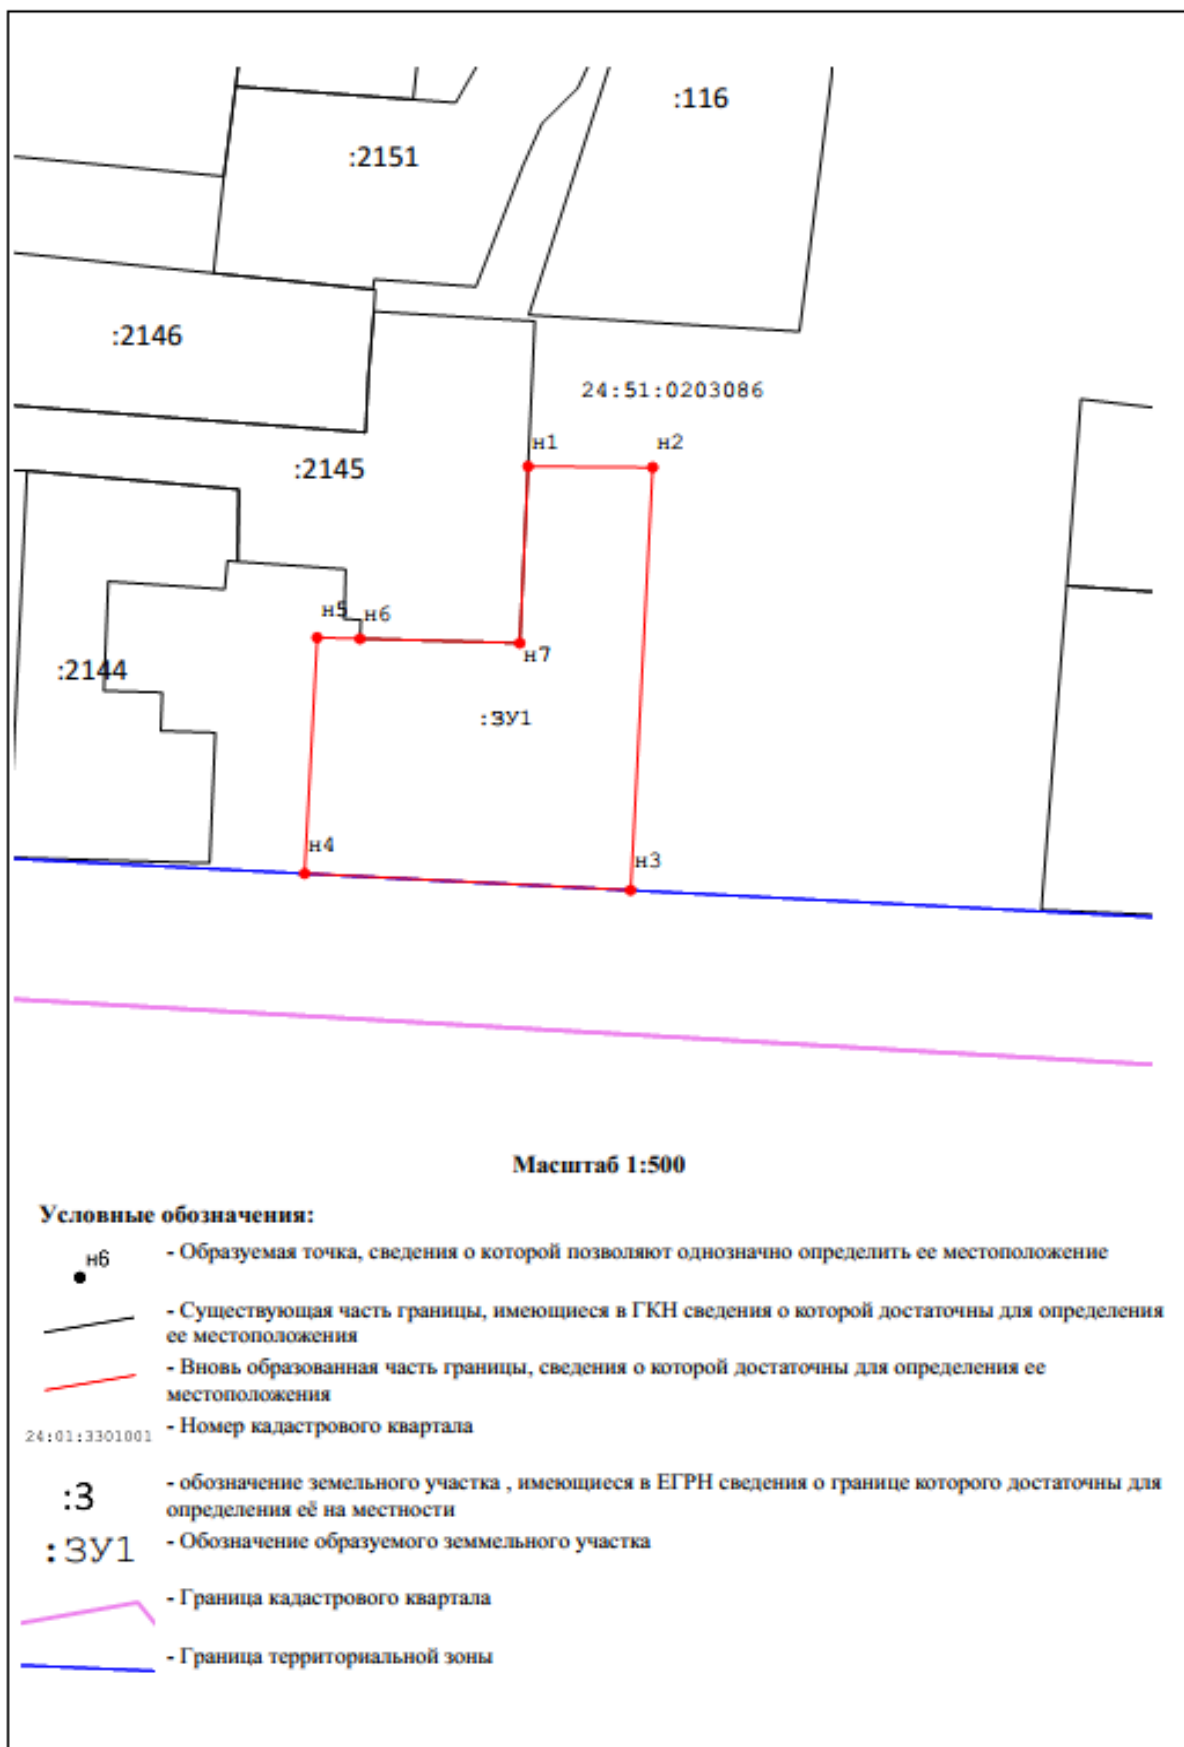 :116
:2151
:2146
24:51:0203086
н1
н2
:2145
н5
н6
н7
:2144
:ЗУ1
н4
н3
Масштаб 1:500
Условные обозначения:
н6
- Образуемая точка, сведения о которой позволяют однозначно определить ее местоположение
- Существующая часть границы, имеющиеся в ГКН сведения о которой достаточны для определения
ее местоположения
- Вновь образованная часть границы, сведения о которой достаточны для определения ее
местоположения
24:01:3301001
- Номер кадастрового квартала
:3
- обозначение земельного участка , имеющиеся в ЕГРН сведения о границе которого достаточны для
определения её на местности
:ЗУ1
- Обозначение образуемого земмельного участка
- Граница кадастрового квартала
- Граница территориальной зоны